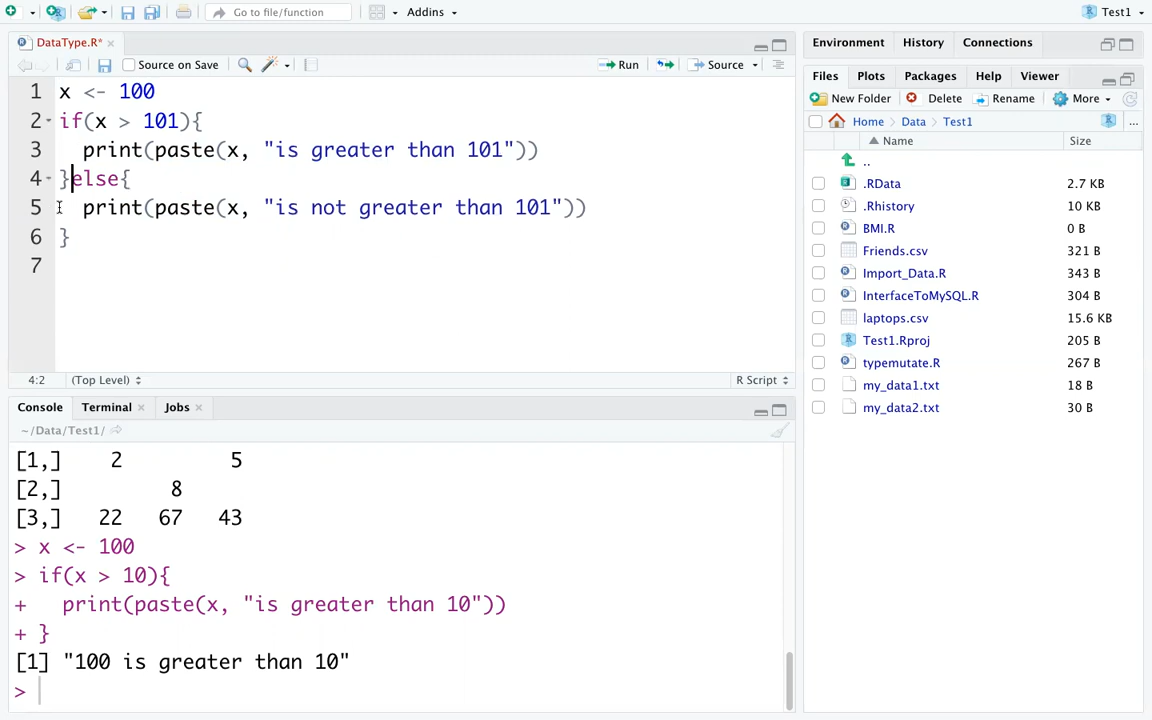 Go to file/function
Addins
Test1
DataType.R*
Source on Save
Run
Source
1 x <- 100
2 if(x > 101){
3 print(paste(x, "is greater than 101"))
4 }else{
5 print(paste(x, "is not greater than 101"))
6 }
7
4:2 (Top Level) R Script
Console Terminal Jobs
~/Data/Test1/
[1,] 2 5
[2,] 8
[3,] 22 67 43
> x <- 100
> if(x > 10){
+ print(paste(x, "is greater than 10"))
+ }
[1] "100 is greater than 10"
>
Environment History Connections
Files Plots Packages Help Viewer
New Folder Delete Rename More
Home Data Test1 ...
Name Size
..
.RData 2.7 KB
.Rhistory 10 KB
BMI.R 0 B
Friends.csv 321 B
Import_Data.R 343 B
InterfaceToMySQL.R 304 B
laptops.csv 15.6 KB
Test1.Rproj 205 B
typemutate.R 267 B
my_data1.txt 18 B
my_data2.txt 30 B